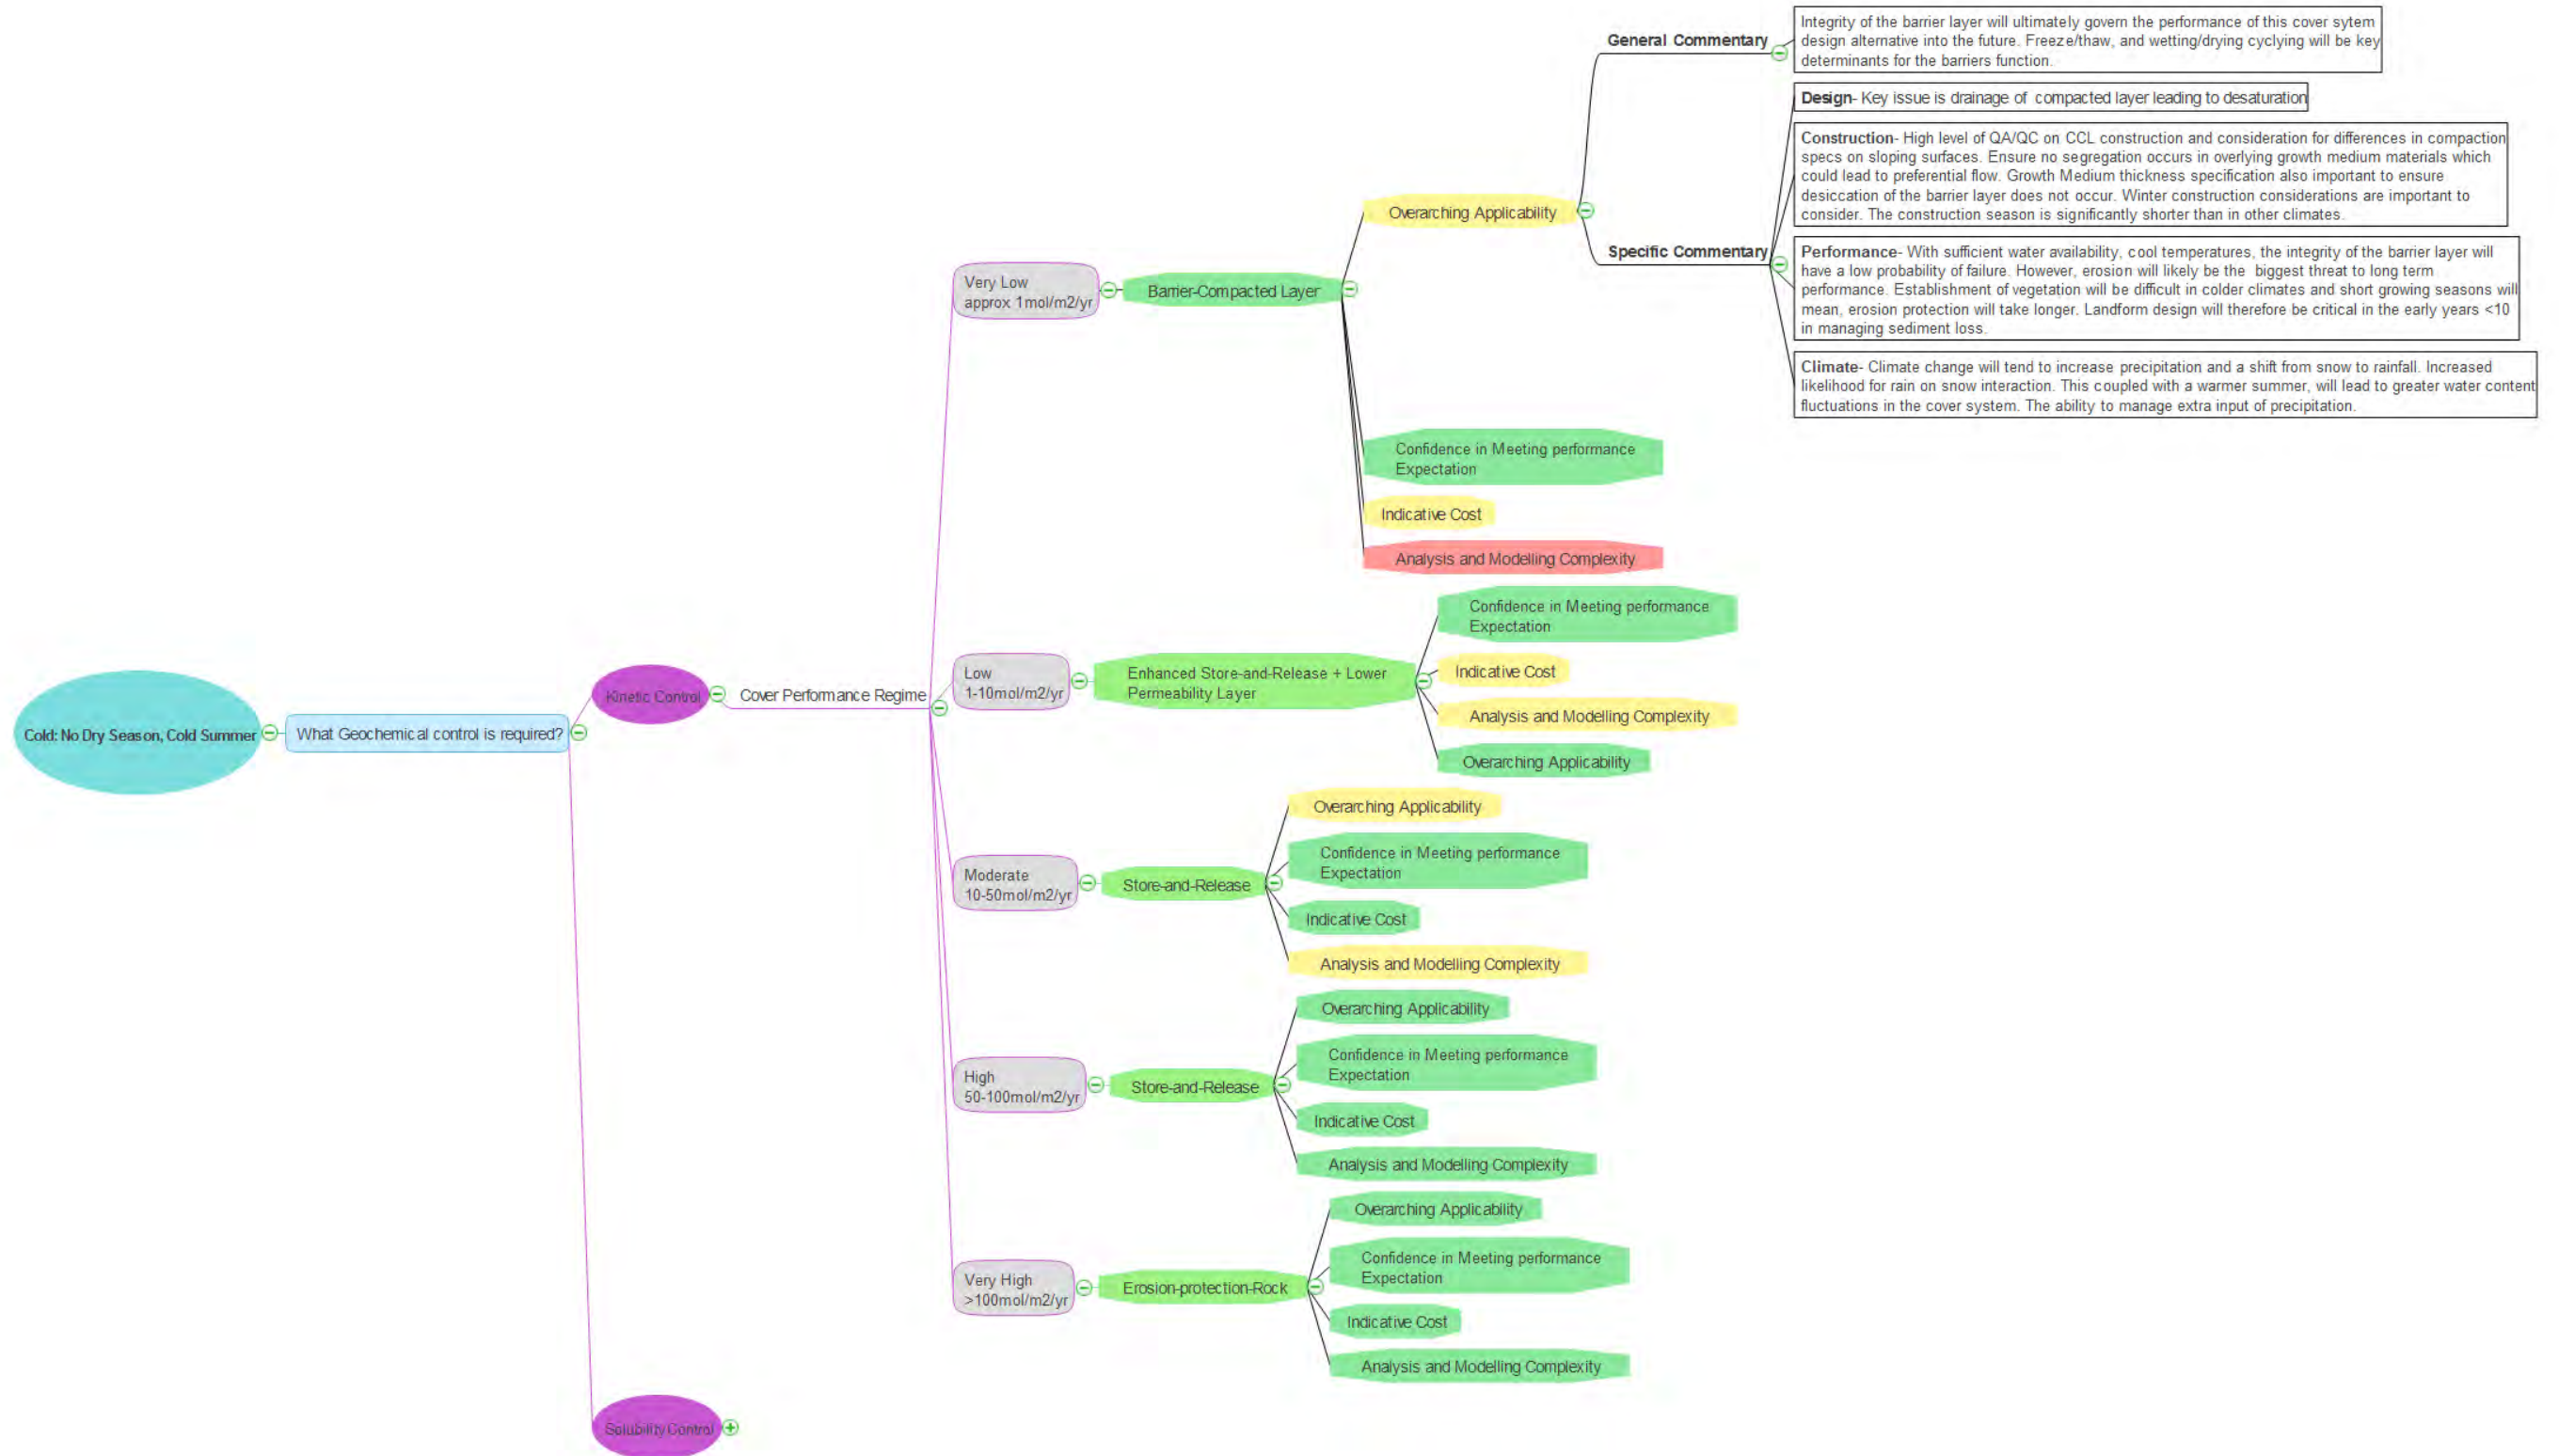 Cold: No Dry Season, Cold Summer
What Geochemical control is required?
Kinetic Control
Cover Performance Regime
Very Low
approx 1mol/m2/yr
Barrier-Compacted Layer
Overarching Applicability
General Commentary
Integrity of the barrier layer will ultimately govern the performance of this cover sytem
design alternative into the future. Freeze/thaw, and wetting/drying cyclying will be key
determinants for the barriers function.
Specific Commentary
Design- Key issue is drainage of compacted layer leading to desaturation
Construction- High level of QA/QC on CCL construction and consideration for differences in compaction
specs on sloping surfaces. Ensure no segregation occurs in overlying growth medium materials which
could lead to preferential flow. Growth Medium thickness specification also important to ensure
desiccation of the barrier layer does not occur. Winter construction considerations are important to
consider. The construction season is significantly shorter than in other climates.
Performance- With sufficient water availability, cool temperatures, the integrity of the barrier layer will
have a low probability of failure. However, erosion will likely be the biggest threat to long term
performance. Establishment of vegetation will be difficult in colder climates and short growing seasons will
mean, erosion protection will take longer. Landform design will therefore be critical in the early years <10
in managing sediment loss.
Climate- Climate change will tend to increase precipitation and a shift from snow to rainfall. Increased
likelihood for rain on snow interaction. This coupled with a warmer summer, will lead to greater water content
fluctuations in the cover system. The ability to manage extra input of precipitation.
Confidence in Meeting performance
Expectation
Indicative Cost
Analysis and Modelling Complexity
Low
1-10mol/m2/yr
Enhanced Store-and-Release + Lower
Permeability Layer
Confidence in Meeting performance
Expectation
Indicative Cost
Analysis and Modelling Complexity
Overarching Applicability
Moderate
10-50mol/m2/yr
Store-and-Release
Overarching Applicability
Confidence in Meeting performance
Expectation
Indicative Cost
Analysis and Modelling Complexity
High
50-100mol/m2/yr
Store-and-Release
Overarching Applicability
Confidence in Meeting performance
Expectation
Indicative Cost
Analysis and Modelling Complexity
Very High
>100mol/m2/yr
Erosion-protection-Rock
Overarching Applicability
Confidence in Meeting performance
Expectation
Indicative Cost
Analysis and Modelling Complexity
Solubility Control